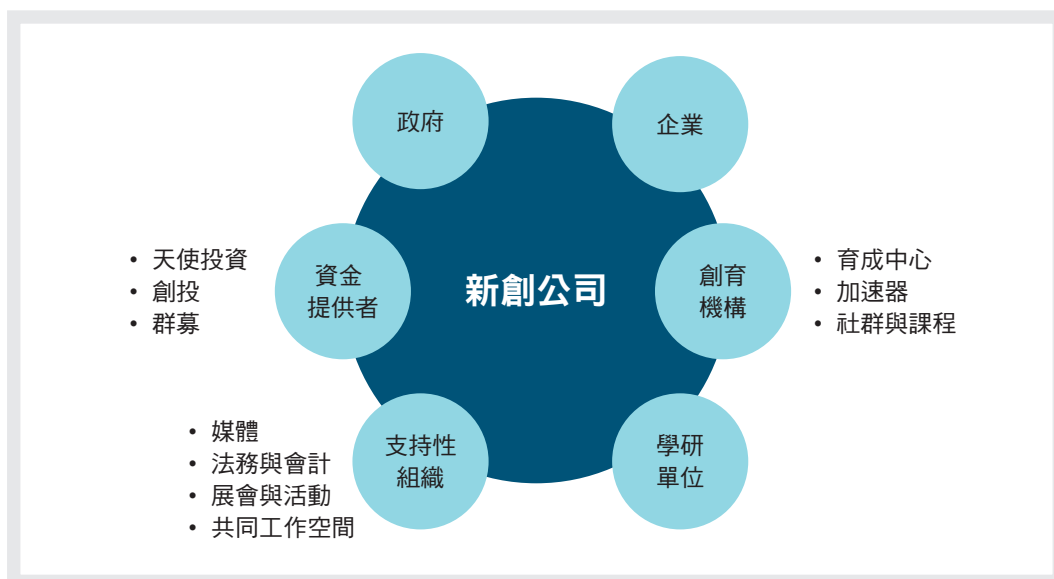 政府
企業
• 天使投資
• 創投
• 群募
資金
提供者
新創公司
創育
機構
• 育成中心
• 加速器
• 社群與課程
• 媒體
• 法務與會計
• 展會與活動
• 共同工作空間
支持性
組織
學研
單位